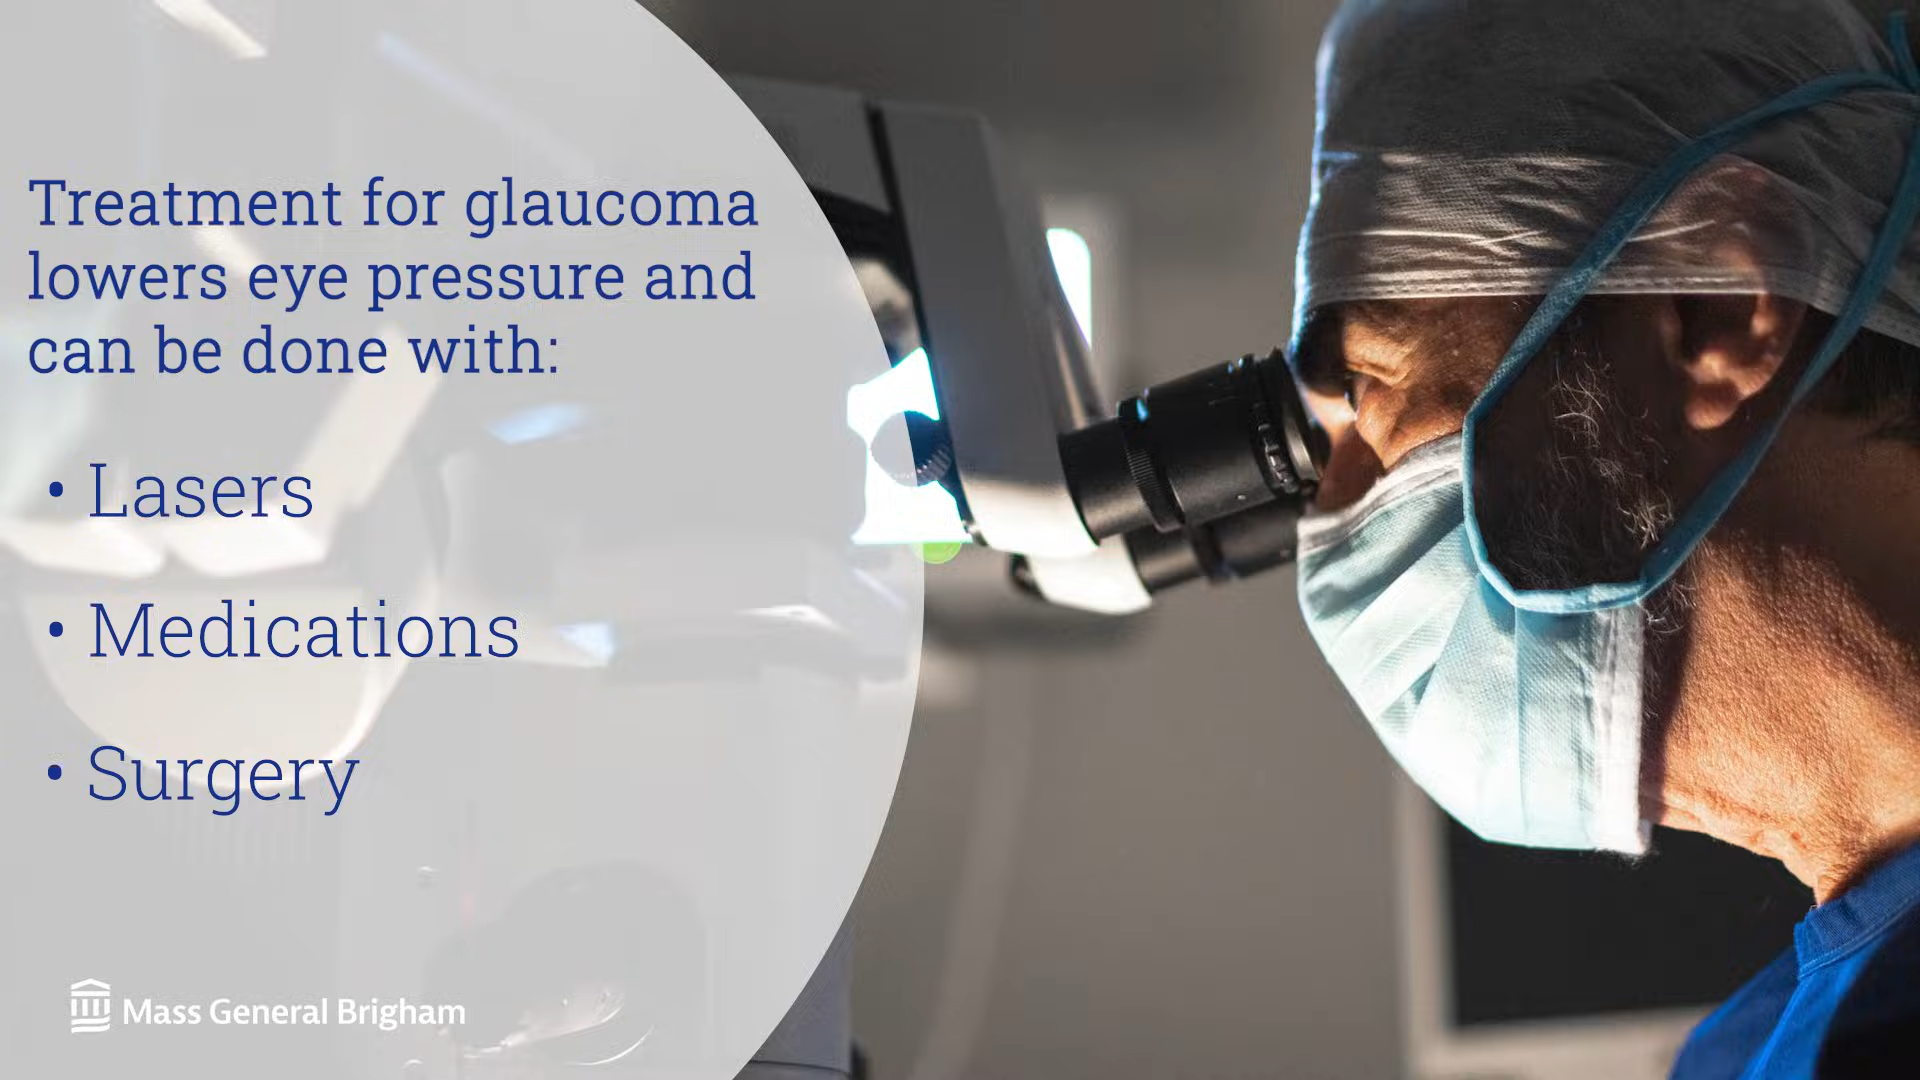 Treatment for glaucoma
lowers eye pressure and
can be done with:
• Lasers
• Medications
• Surgery
Mass General Brigham